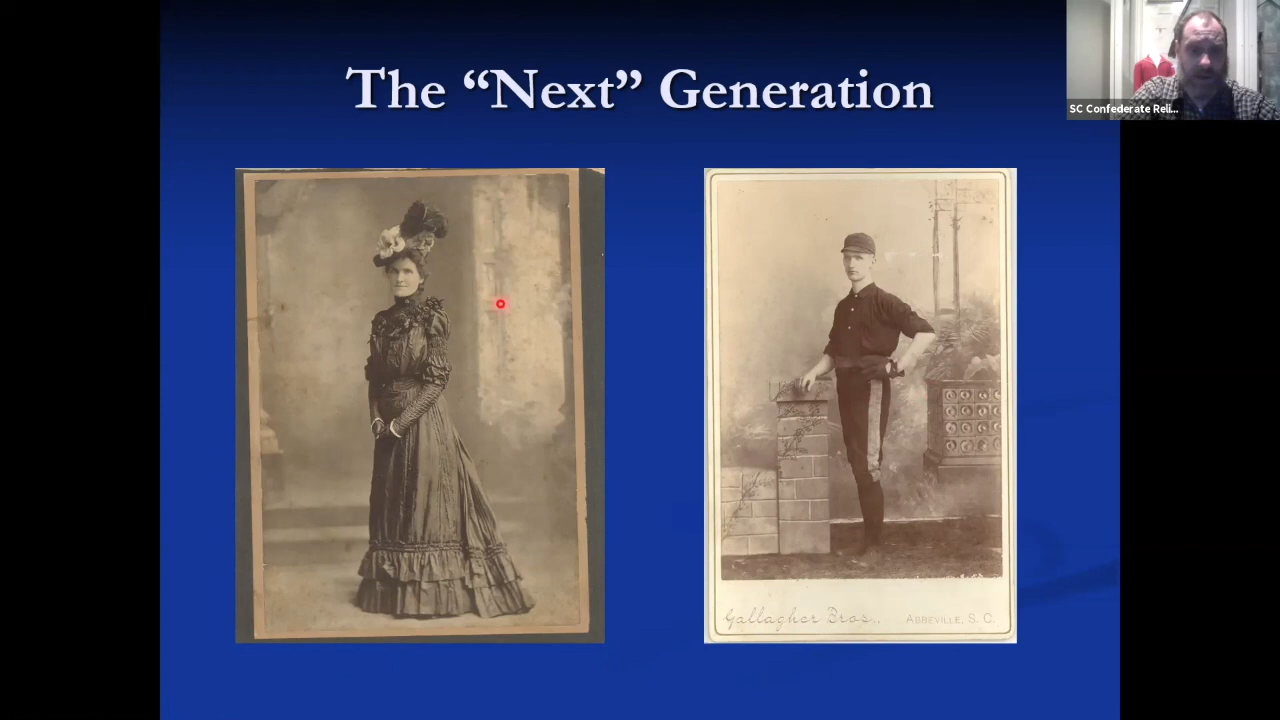 The “Next” Generation
SC Confederate Reli...
Gallagher Bros., ABBEVILLE, S. C.